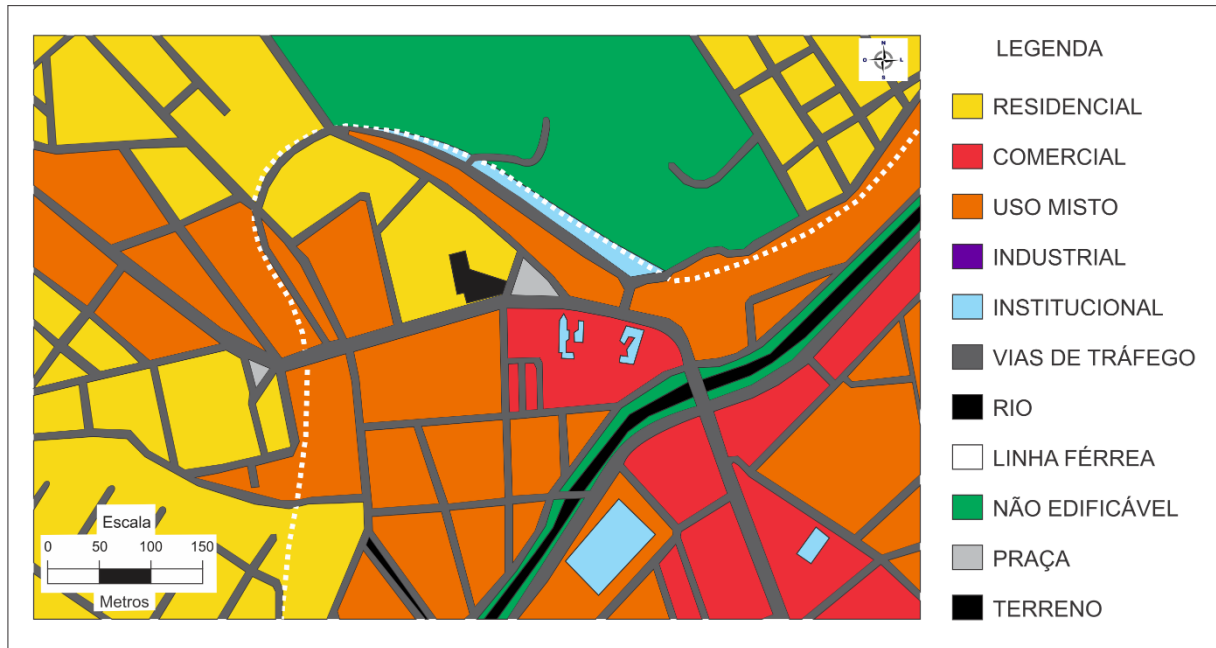 N
O L
S
LEGENDA
RESIDENCIAL
COMERCIAL
USO MISTO
INDUSTRIAL
INSTITUCIONAL
VIAS DE TRÁFEGO
RIO
LINHA FÉRREA
NÃO EDIFICÁVEL
PRAÇA
TERRENO
Escala
0 50 100 150
Metros